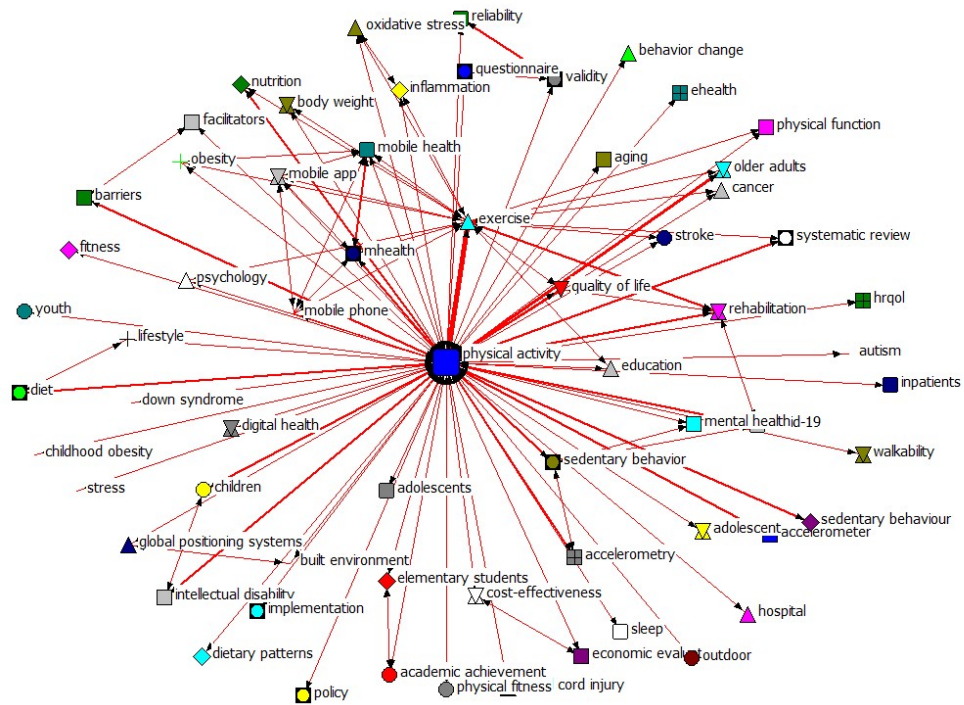 reliability
oxidative stress
behavior change
questionnaire
validity
nutrition
inflammation
ehealth
body weight
facilitators
physical function
mobile health
obesity
aging
older adults
mobile app
cancer
barriers
exercise
stroke
systematic review
fitness
mhealth
psychology
quality of life
hrqol
youth
mobile phone
rehabilitation
lifestyle
physical activity
autism
education
inpatients
diet
down syndrome
digital health
mental health
id-19
childhood obesity
sedentary behavior
walkability
stress
children
adolescents
sedentary behaviour
adolescent
accelerometer
global positioning systems
built environment
accelerometry
elementary students
cost-effectiveness
intellectual disability
implementation
hospital
sleep
dietary patterns
economic evalu
outdoor
academic achievement
policy
physical fitness
cord injury